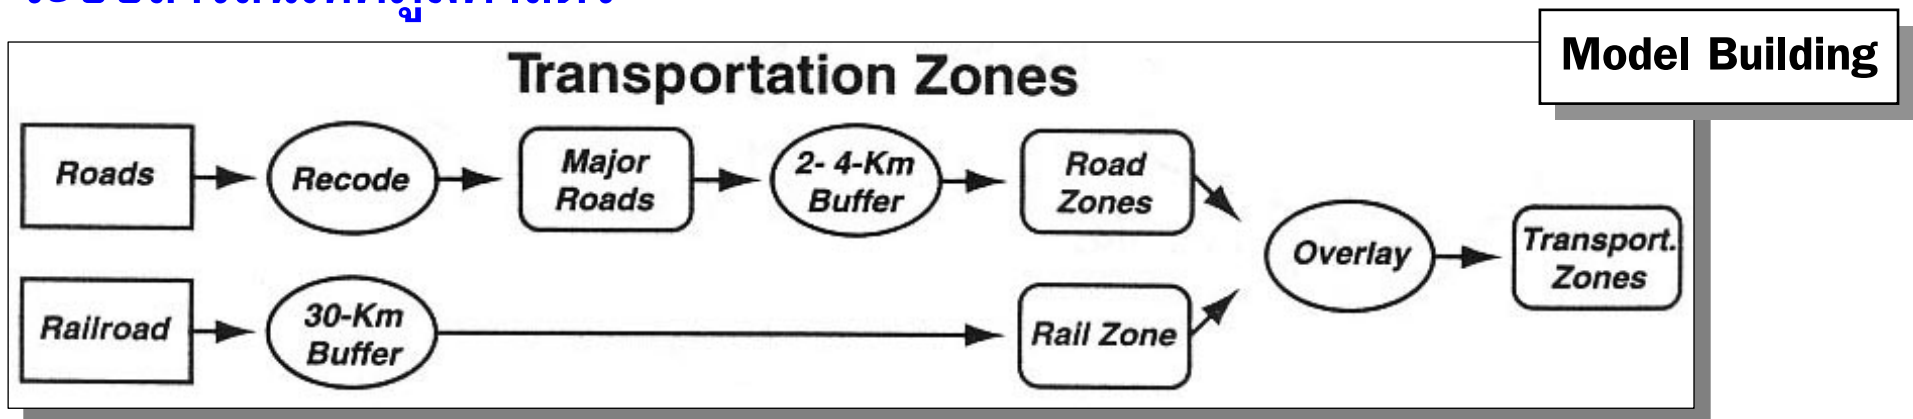 Model Building
Transportation Zones
Roads
Recode
Major
Roads
2- 4-Km
Buffer
Road
Zones
Overlay
Transport.
Zones
Railroad
30-Km
Buffer
Rail Zone